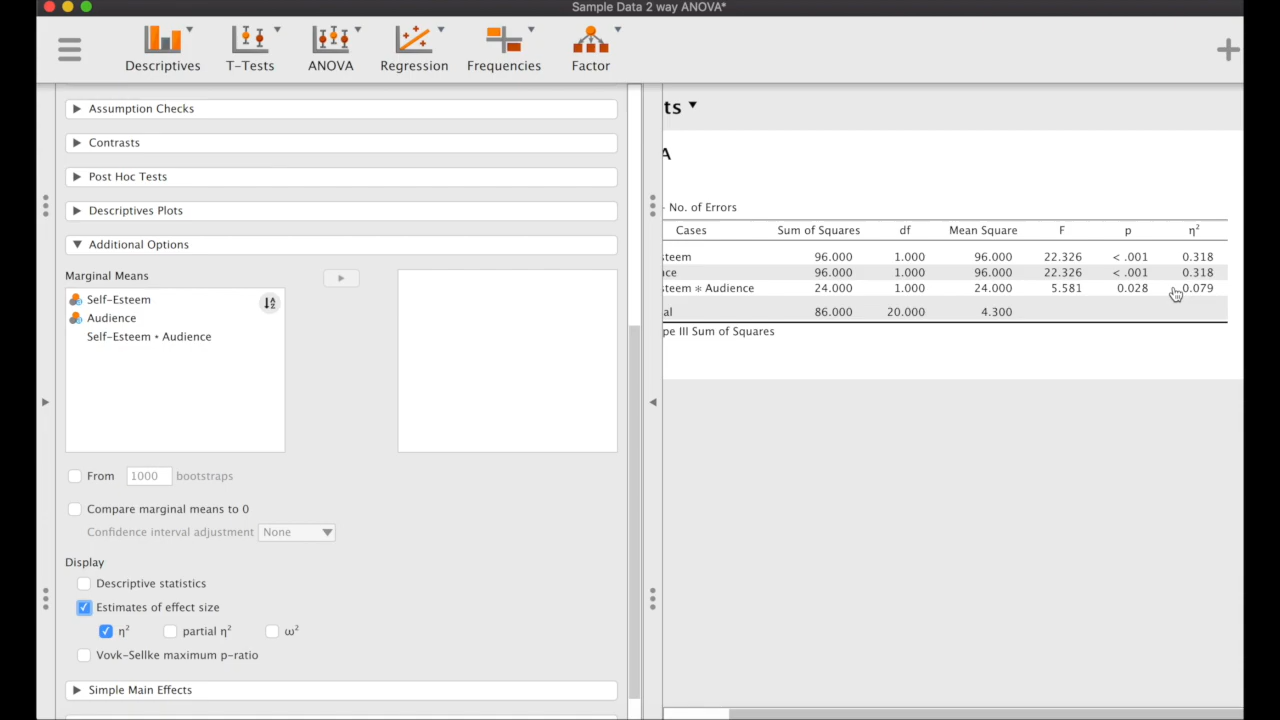 Sample Data 2 way ANOVA*
Descriptives T-Tests ANOVA Regression Frequencies Factor
Assumption Checks
Contrasts
Post Hoc Tests
Descriptives Plots
Additional Options
Marginal Means
Self-Esteem
Audience
Self-Esteem * Audience
From 1000 bootstraps
Compare marginal means to 0
Confidence interval adjustment None
Display
Descriptive statistics
Estimates of effect size
η² partial η² ω²
Vovk-Sellke maximum p-ratio
Simple Main Effects
ts
A
- No. of Errors
Cases Sum of Squares df Mean Square F p η²
steem 96.000 1.000 96.000 22.326 < .001 0.318
nce 96.000 1.000 96.000 22.326 < .001 0.318
steem * Audience 24.000 1.000 24.000 5.581 0.028 0.079
al 86.000 20.000 4.300
pe III Sum of Squares